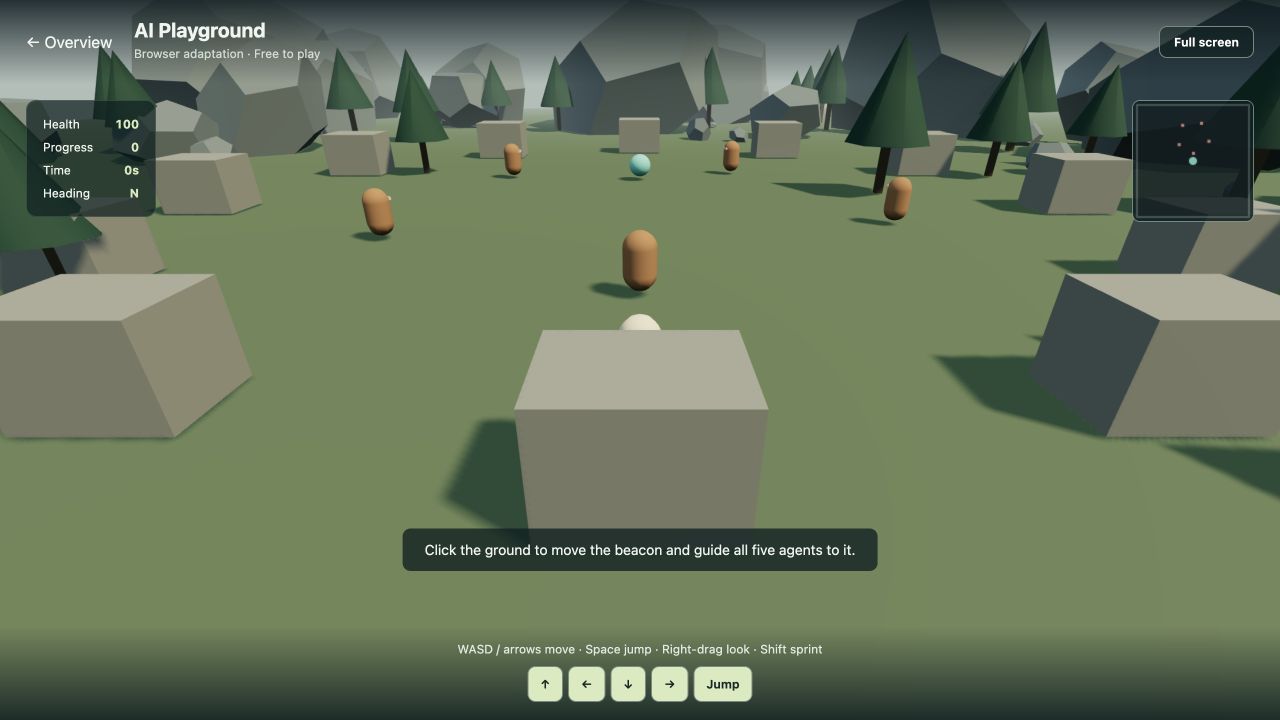 ← Overview
AI Playground
Browser adaptation · Free to play
Full screen
Health 100
Progress 0
Time 0s
Heading N
Click the ground to move the beacon and guide all five agents to it.
WASD / arrows move · Space jump · Right-drag look · Shift sprint
↑ ← ↓ → Jump